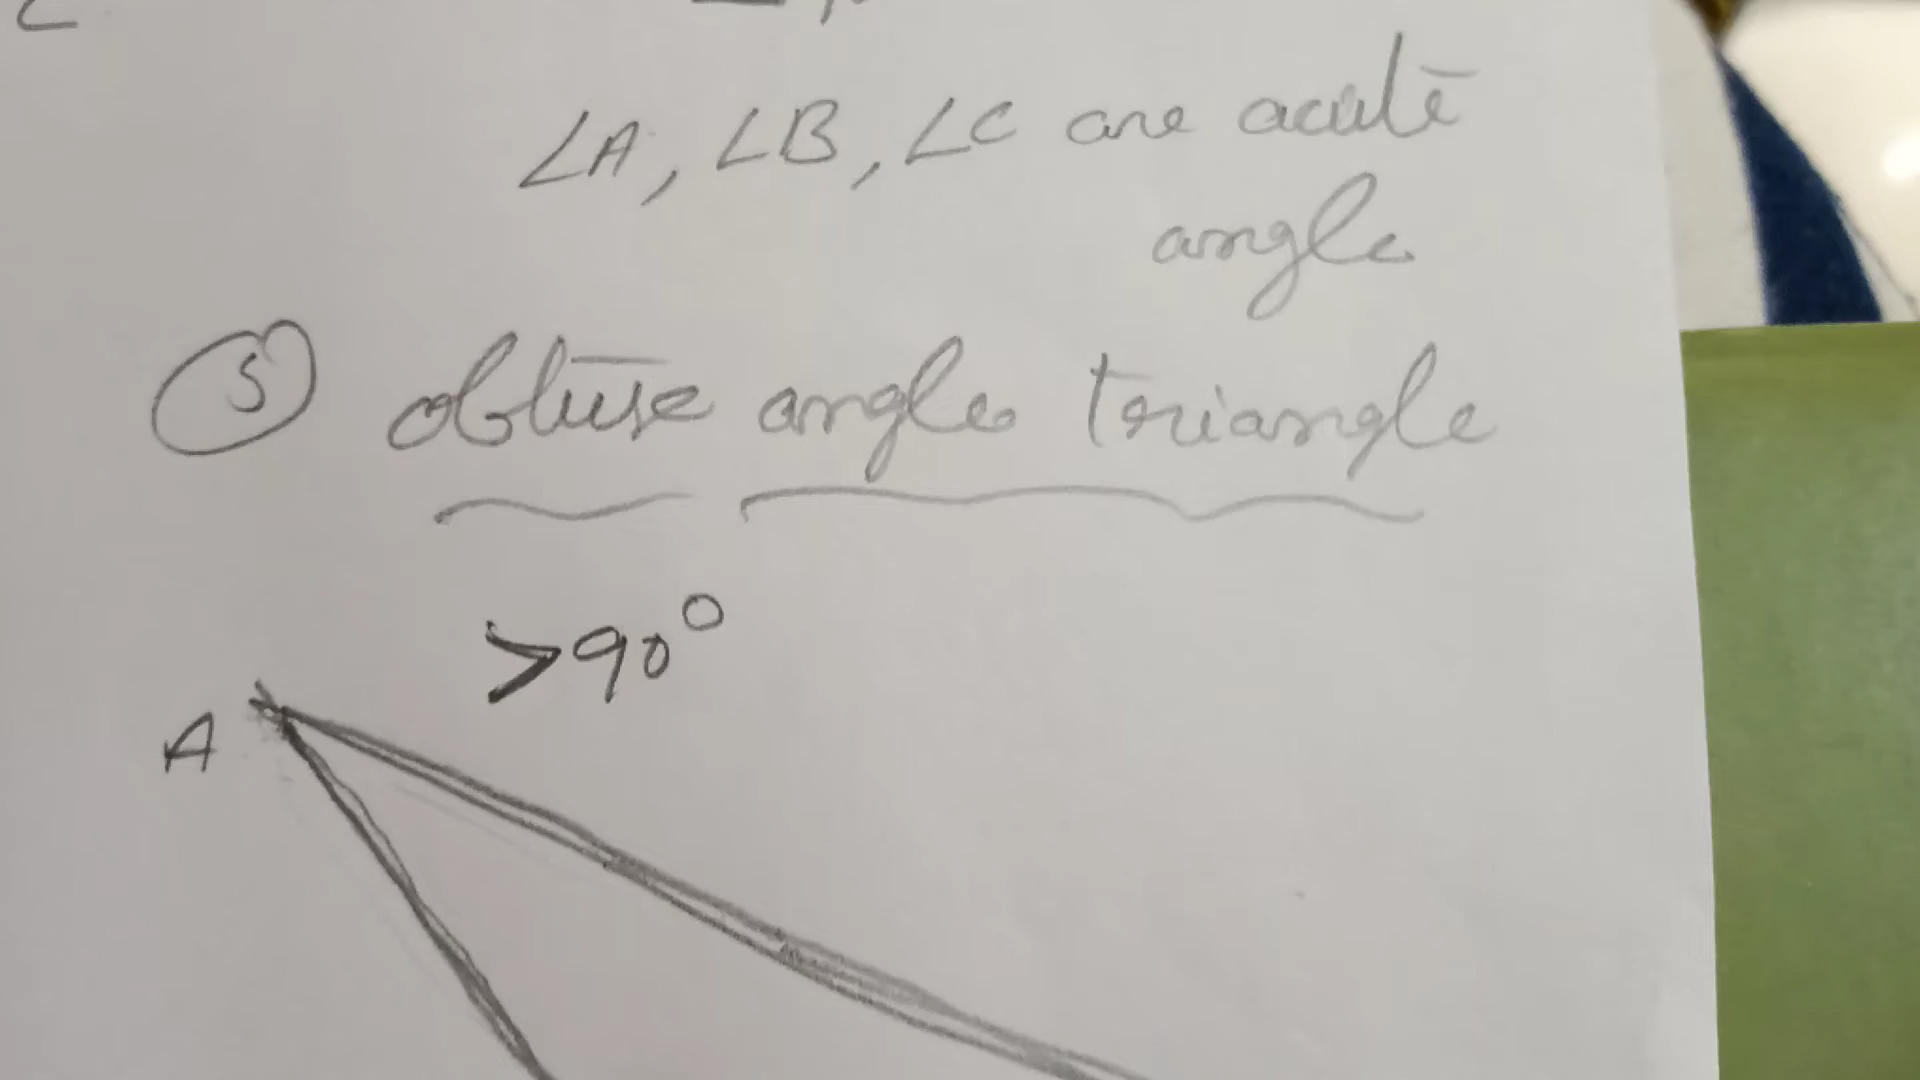 ∠A, ∠B, ∠C are acute
angle
⑤ obtuse angle triangle
>90°
A